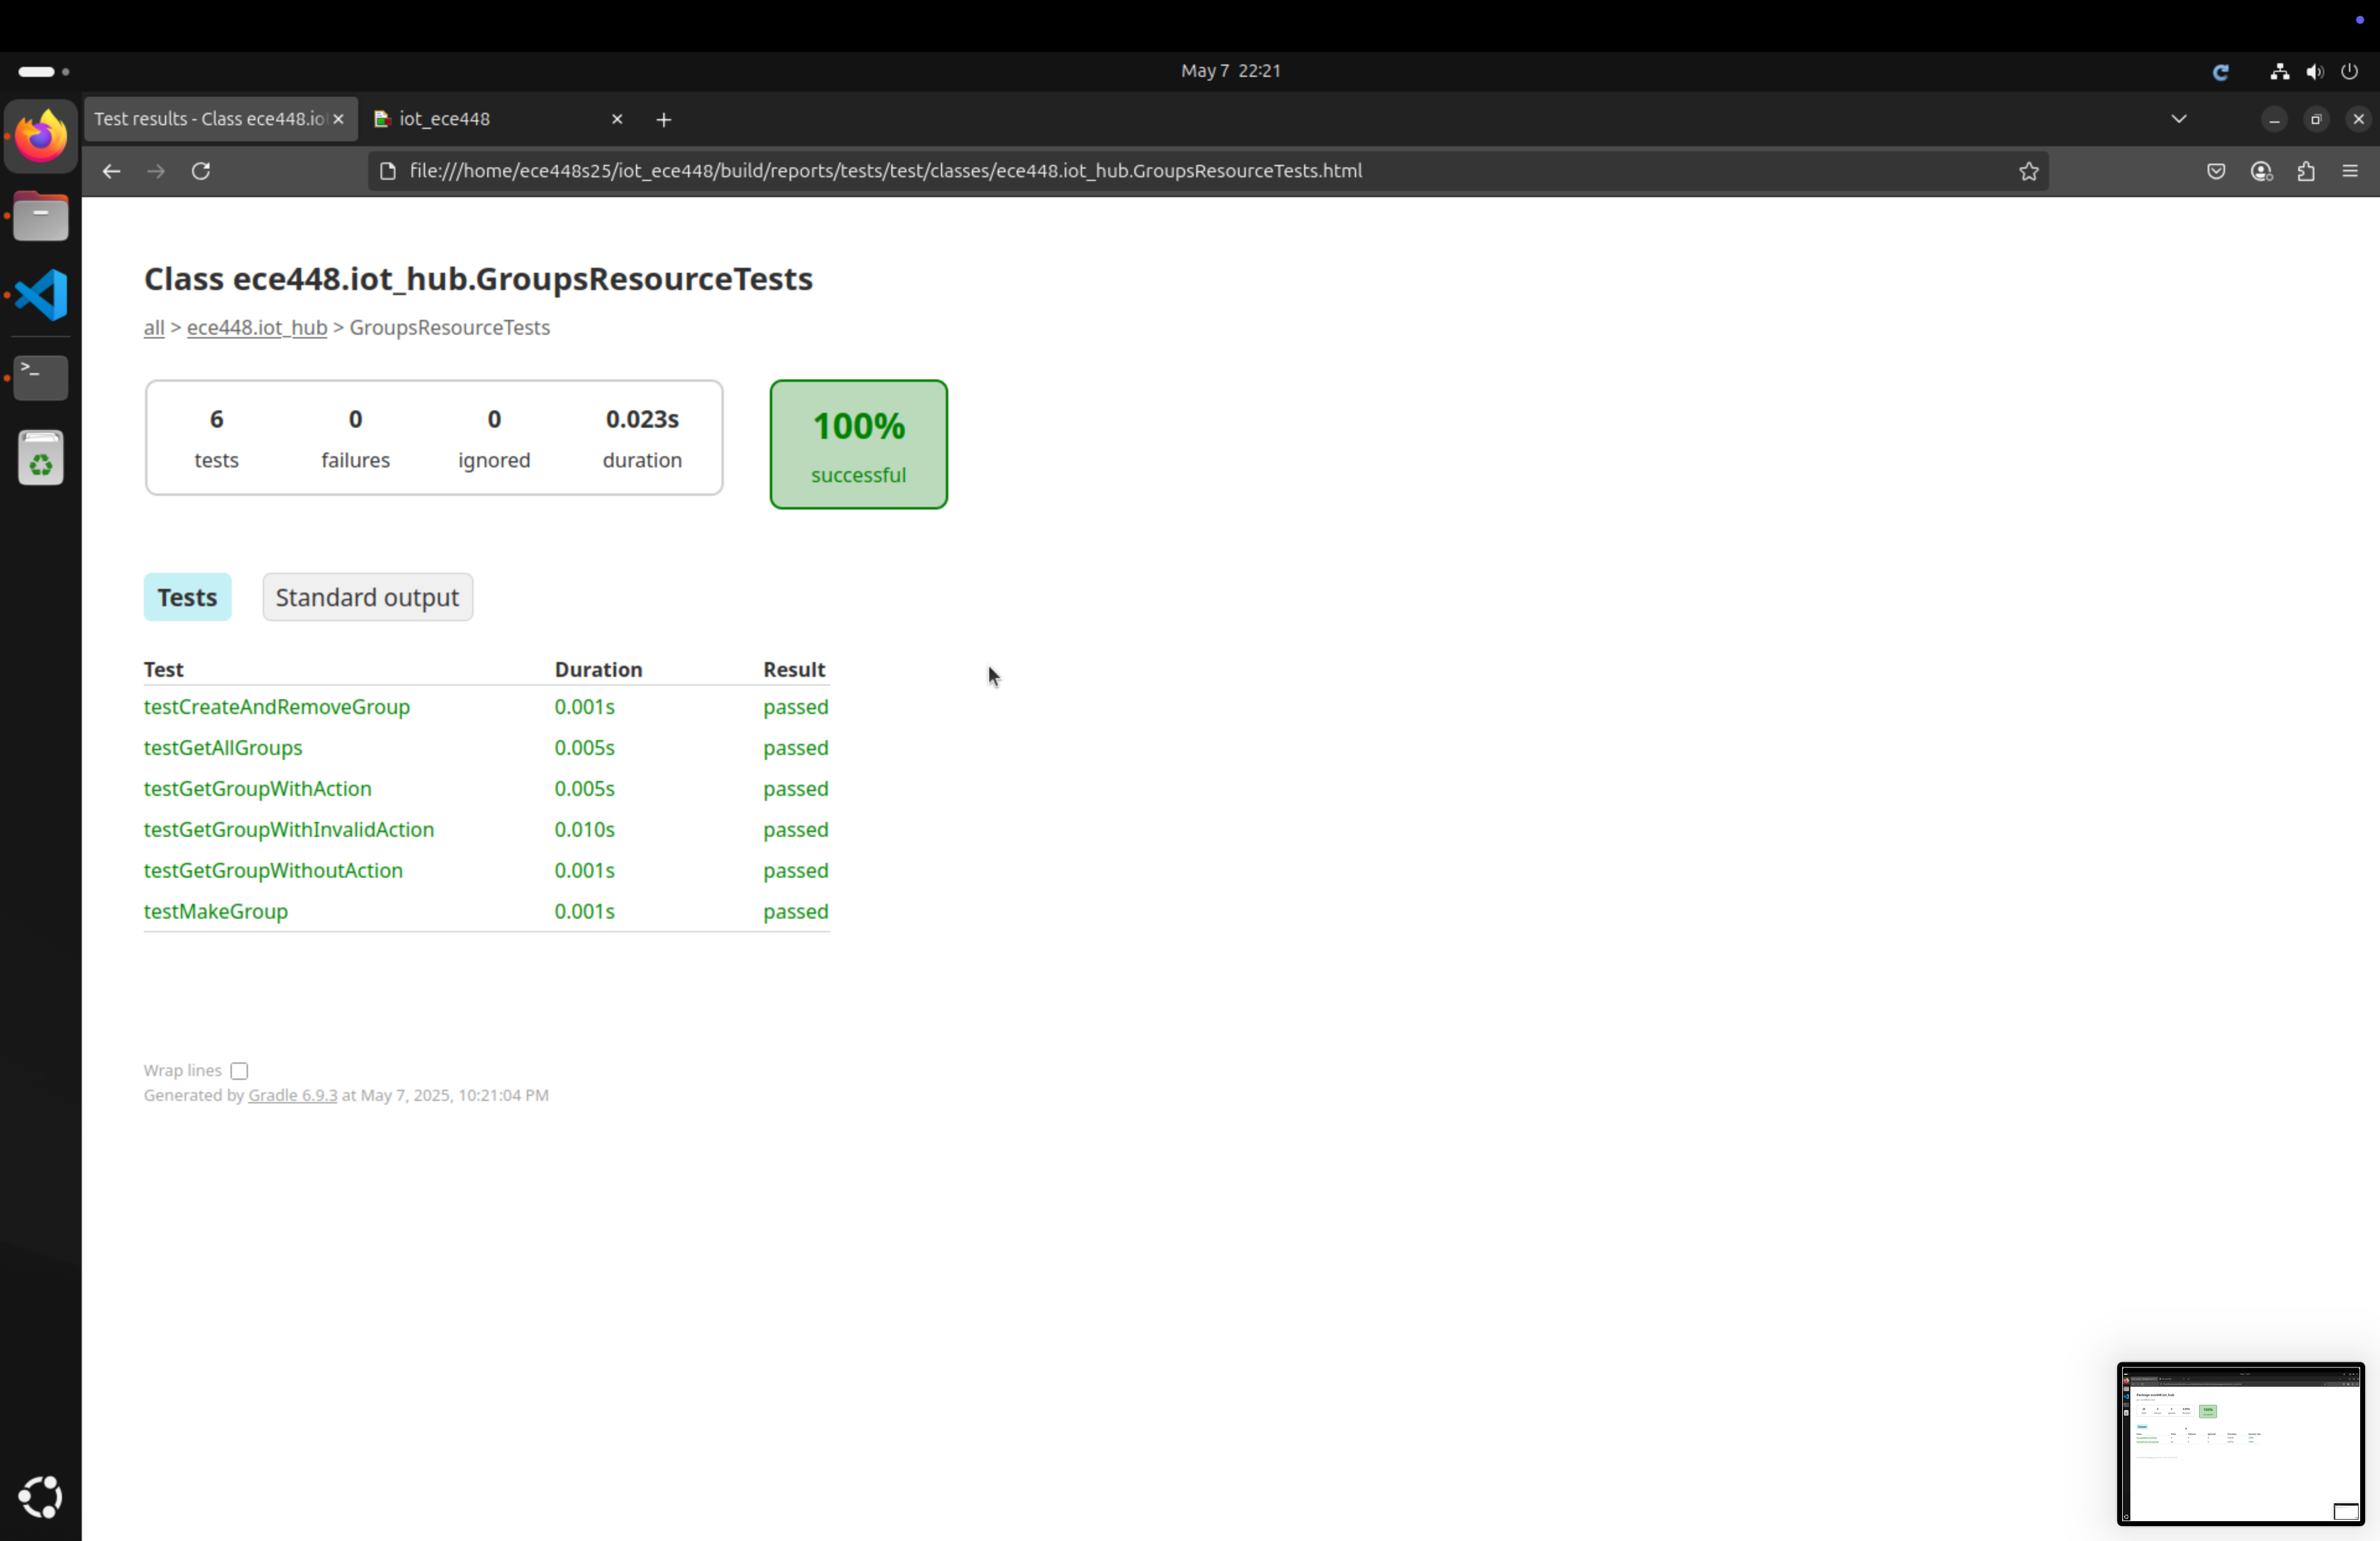 May 7 22:21
Test results - Class ece448.io
iot_ece448
file:///home/ece448s25/iot_ece448/build/reports/tests/test/classes/ece448.iot_hub.GroupsResourceTests.html
Class ece448.iot_hub.GroupsResourceTests
all > ece448.iot_hub > GroupsResourceTests
6 0 0 0.023s
tests failures ignored duration
100%
successful
Tests Standard output
Test Duration Result
testCreateAndRemoveGroup 0.001s passed
testGetAllGroups 0.005s passed
testGetGroupWithAction 0.005s passed
testGetGroupWithInvalidAction 0.010s passed
testGetGroupWithoutAction 0.001s passed
testMakeGroup 0.001s passed
Wrap lines
Generated by Gradle 6.9.3 at May 7, 2025, 10:21:04 PM